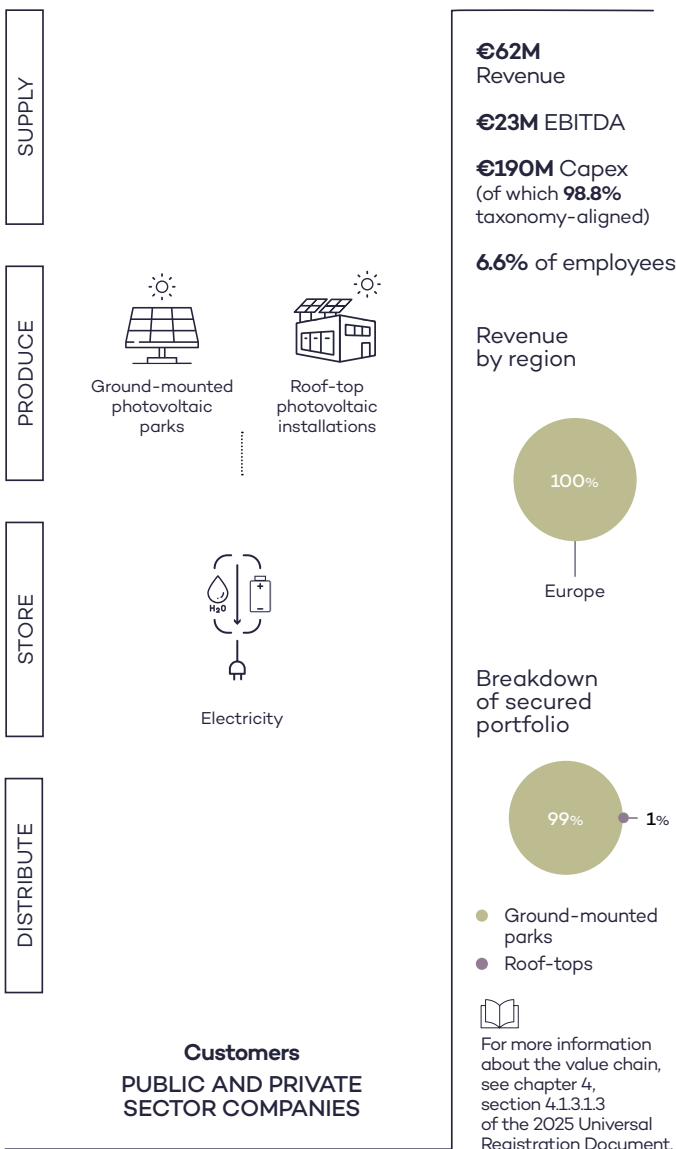 SUPPLY
PRODUCE
Ground-mounted
photovoltaic
parks
Roof-top
photovoltaic
installations
STORE
H₂O
Electricity
DISTRIBUTE
Customers
PUBLIC AND PRIVATE
SECTOR COMPANIES
€62M
Revenue
€23M EBITDA
€190M Capex
(of which 98.8%
taxonomy-aligned)
6.6% of employees
Revenue
by region
100%
Europe
Breakdown
of secured
portfolio
99%
1%
Ground-mounted
parks
Roof-tops
For more information
about the value chain,
see chapter 4,
section 4.1.3.1.3
of the 2025 Universal
Registration Document.